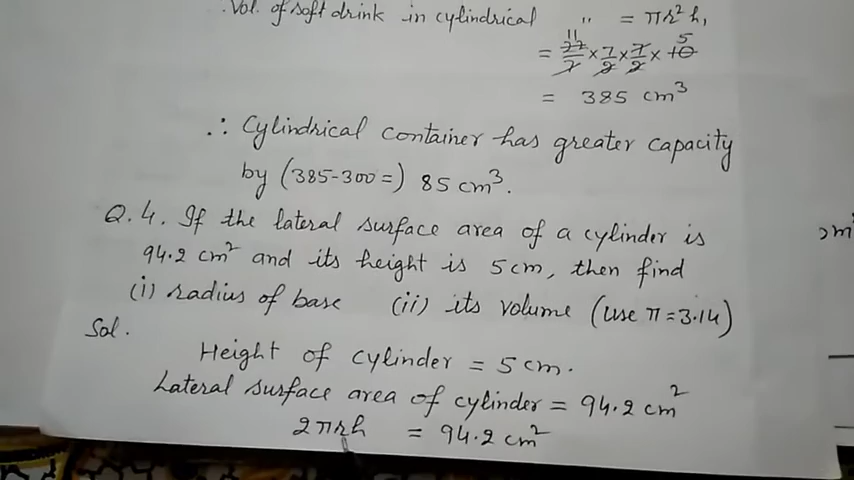 Vol. of soft drink in cylindrical " = πr²h,
= 22/7 × 7/2 × 7/2 × 10 11 5
= 385 cm³
∴ Cylindrical container has greater capacity
by (385-300=) 85 cm³.
Q.4. If the lateral surface area of a cylinder is
94.2 cm² and its height is 5cm, then find
(i) radius of base (ii) its volume (use π=3.14)
Sol.
Height of cylinder = 5cm.
Lateral surface area of cylinder = 94.2 cm²
2πrh = 94.2 cm²